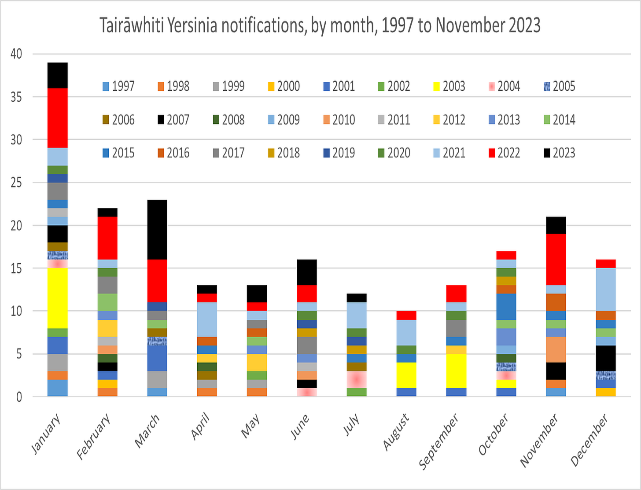 Tairāwhiti Yersinia notifications, by month, 1997 to November 2023
40
35
30
25
20
15
10
5
0
1997 1998 1999 2000 2001 2002 2003 2004 2005
2006 2007 2008 2009 2010 2011 2012 2013 2014
2015 2016 2017 2018 2019 2020 2021 2022 2023
January February March April May June July August September October November December